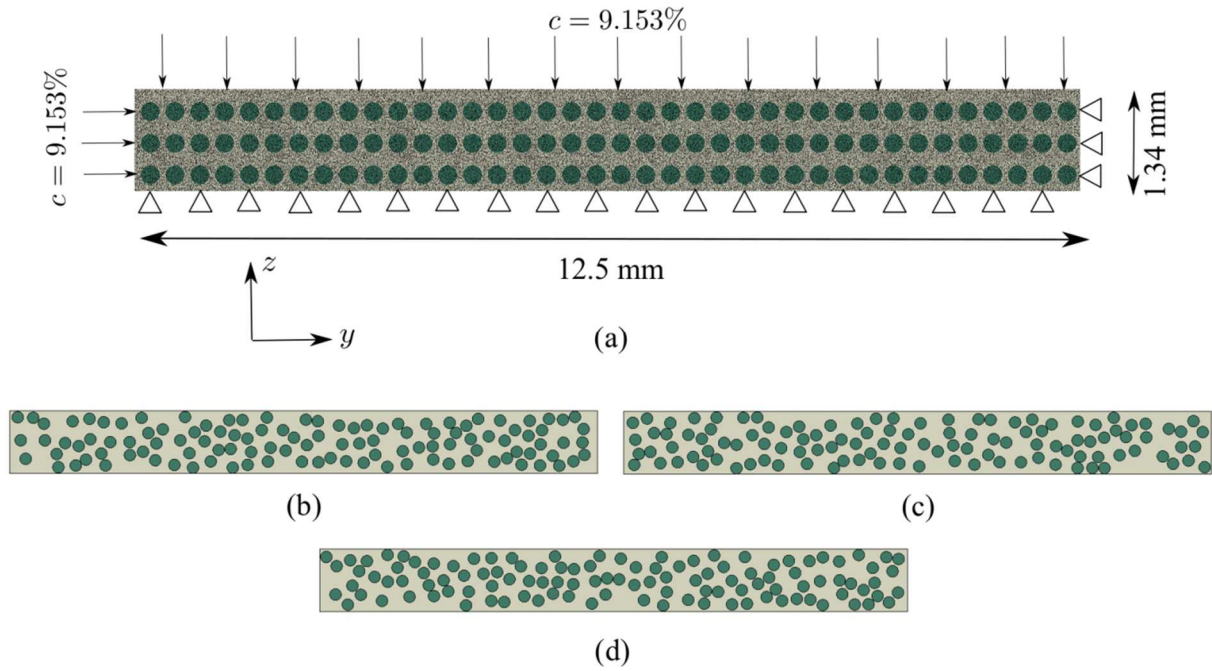 c = 9.153%
c = 9.153%
1.34 mm
12.5 mm
z
y
(a)
(b)
(c)
(d)